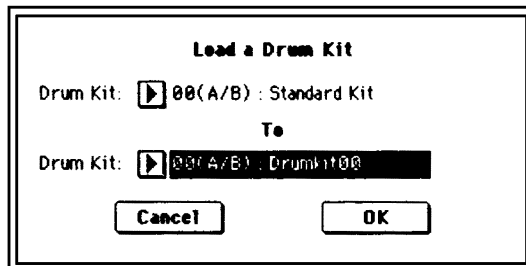 Load a Drum Kit
Drum Kit: 00(A/B) : Standard Kit
To
Drum Kit: 00(A/B) : Drumkit00
Cancel OK